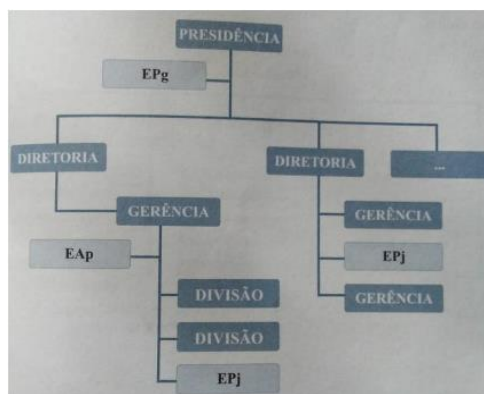 PRESIDÊNCIA
EPg
DIRETORIA
DIRETORIA
...
GERÊNCIA
GERÊNCIA
EAp
EPj
DIVISÃO
GERÊNCIA
DIVISÃO
EPj